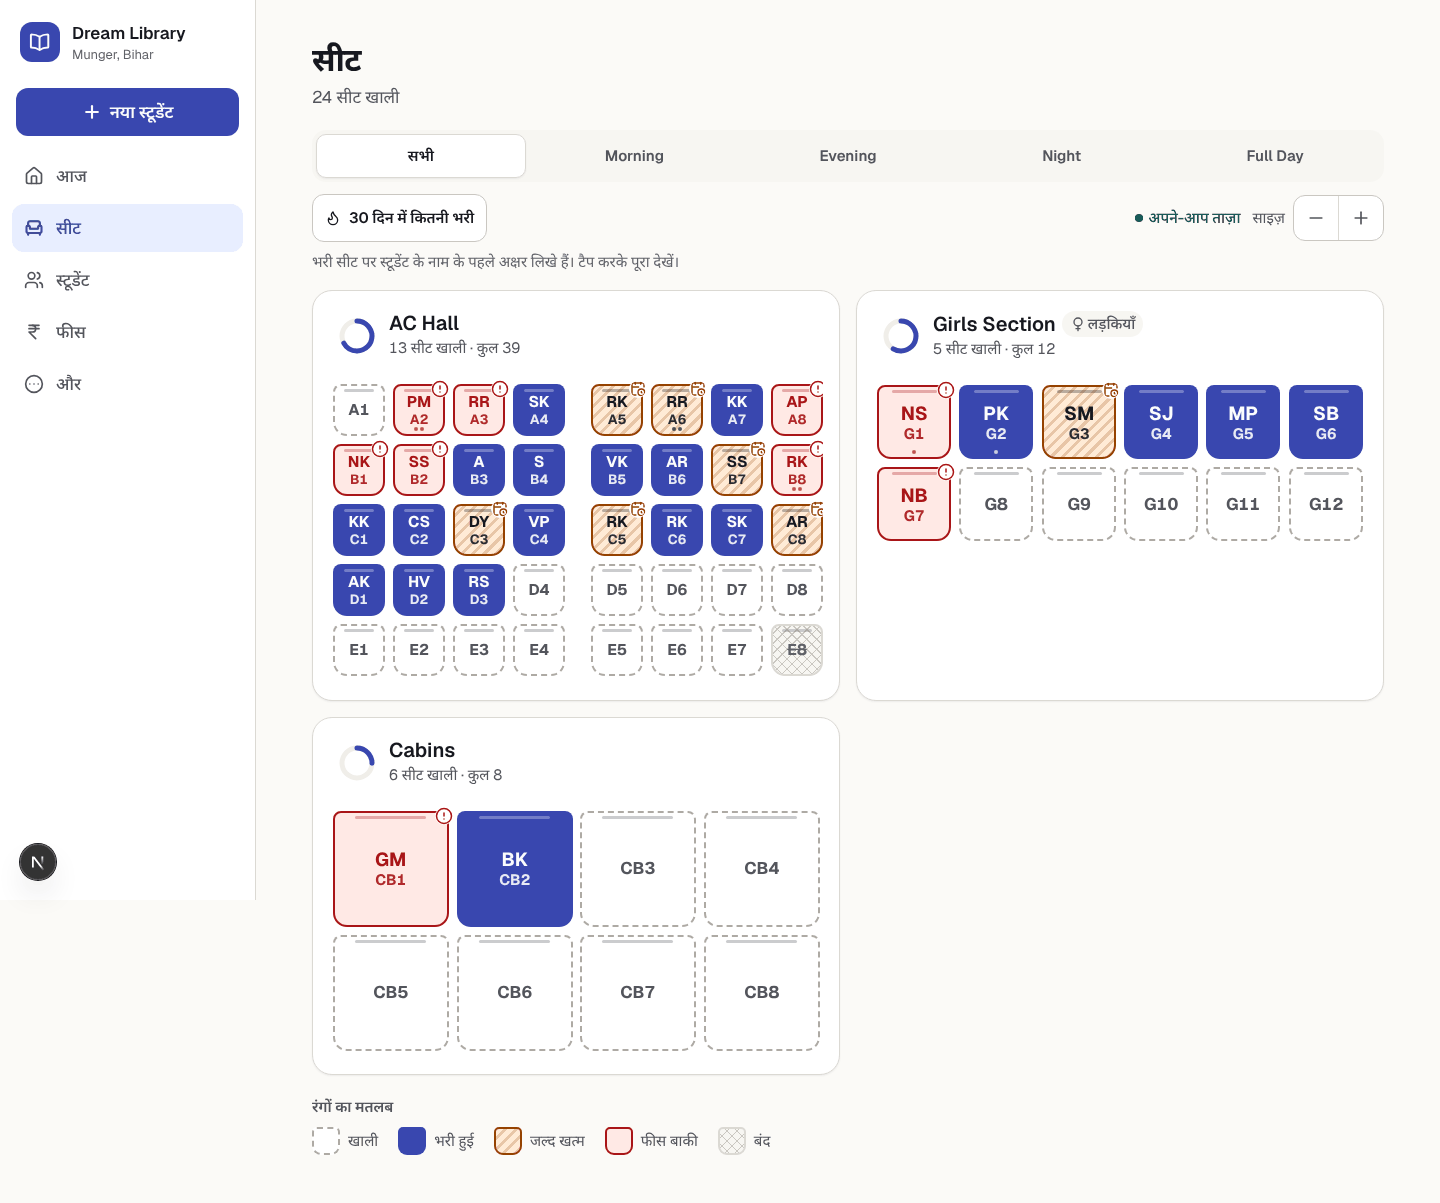 Dream Library
Munger, Bihar
+ नया स्टूडेंट
आज
सीट
स्टूडेंट
₹ फीस
और
N
सीट
24 सीट खाली
सभी Morning Evening Night Full Day
30 दिन में कितनी भरी
अपने-आप ताज़ा साइज़ − +
भरी सीट पर स्टूडेंट के नाम के पहले अक्षर लिखे हैं। टैप करके पूरा देखें।
AC Hall
13 सीट खाली · कुल 39
A1 PM A2 RR A3 SK A4 RK A5 RR A6 KK A7 AP A8
NK B1 SS B2 A B3 S B4 VK B5 AR B6 SS B7 RK B8
KK C1 CS C2 DY C3 VP C4 RK C5 RK C6 SK C7 AR C8
AK D1 HV D2 RS D3 D4 D5 D6 D7 D8
E1 E2 E3 E4 E5 E6 E7 E8
Girls Section लड़कियाँ
5 सीट खाली · कुल 12
NS G1 PK G2 SM G3 SJ G4 MP G5 SB G6
NB G7 G8 G9 G10 G11 G12
Cabins
6 सीट खाली · कुल 8
GM CB1 BK CB2 CB3 CB4
CB5 CB6 CB7 CB8
रंगों का मतलब
खाली भरी हुई जल्द खत्म फीस बाकी बंद